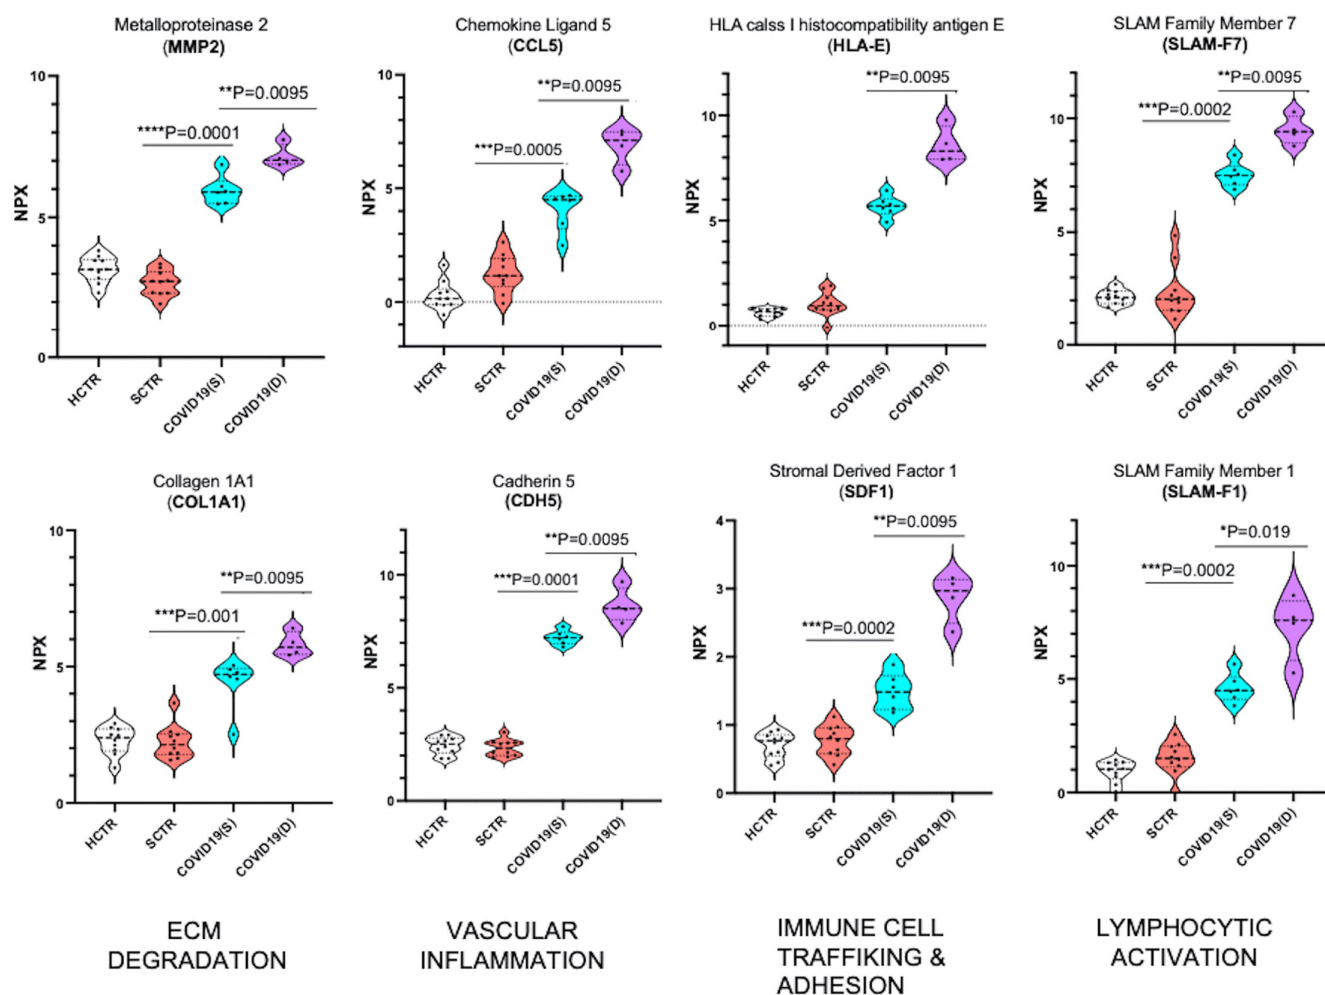 Metalloproteinase 2
(MMP2)
10
**P=0.0095
****P=0.0001
NPX
5
0
HCTR
SCTR
COVID19(S)
COVID19(D)
Chemokine Ligand 5
(CCL5)
10
**P=0.0095
***P=0.0005
NPX
5
0
HCTR
SCTR
COVID19(S)
COVID19(D)
HLA calss I histocompatibility antigen E
(HLA-E)
**P=0.0095
10
NPX
5
0
HCTR
SCTR
COVID19(S)
COVID19(D)
SLAM Family Member 7
(SLAM-F7)
**P=0.0095
***P=0.0002
10
NPX
5
0
HCTR
SCTR
COVID19(S)
COVID19(D)
Collagen 1A1
(COL1A1)
10
**P=0.0095
***P=0.001
NPX
5
0
HCTR
SCTR
COVID19(S)
COVID19(D)
Cadherin 5
(CDH5)
**P=0.0095
***P=0.0001
10
NPX
5
0
HCTR
SCTR
COVID19(S)
COVID19(D)
Stromal Derived Factor 1
(SDF1)
4
**P=0.0095
3
***P=0.0002
NPX
2
1
0
HCTR
SCTR
COVID19(S)
COVID19(D)
SLAM Family Member 1
(SLAM-F1)
*P=0.019
***P=0.0002
10
NPX
5
0
HCTR
SCTR
COVID19(S)
COVID19(D)
ECM
DEGRADATION
VASCULAR
INFLAMMATION
IMMUNE CELL
TRAFFIKING &
ADHESION
LYMPHOCYTIC
ACTIVATION